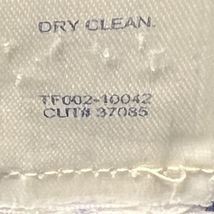 DRY CLEAN.
TF002-10042
CUT# 37085